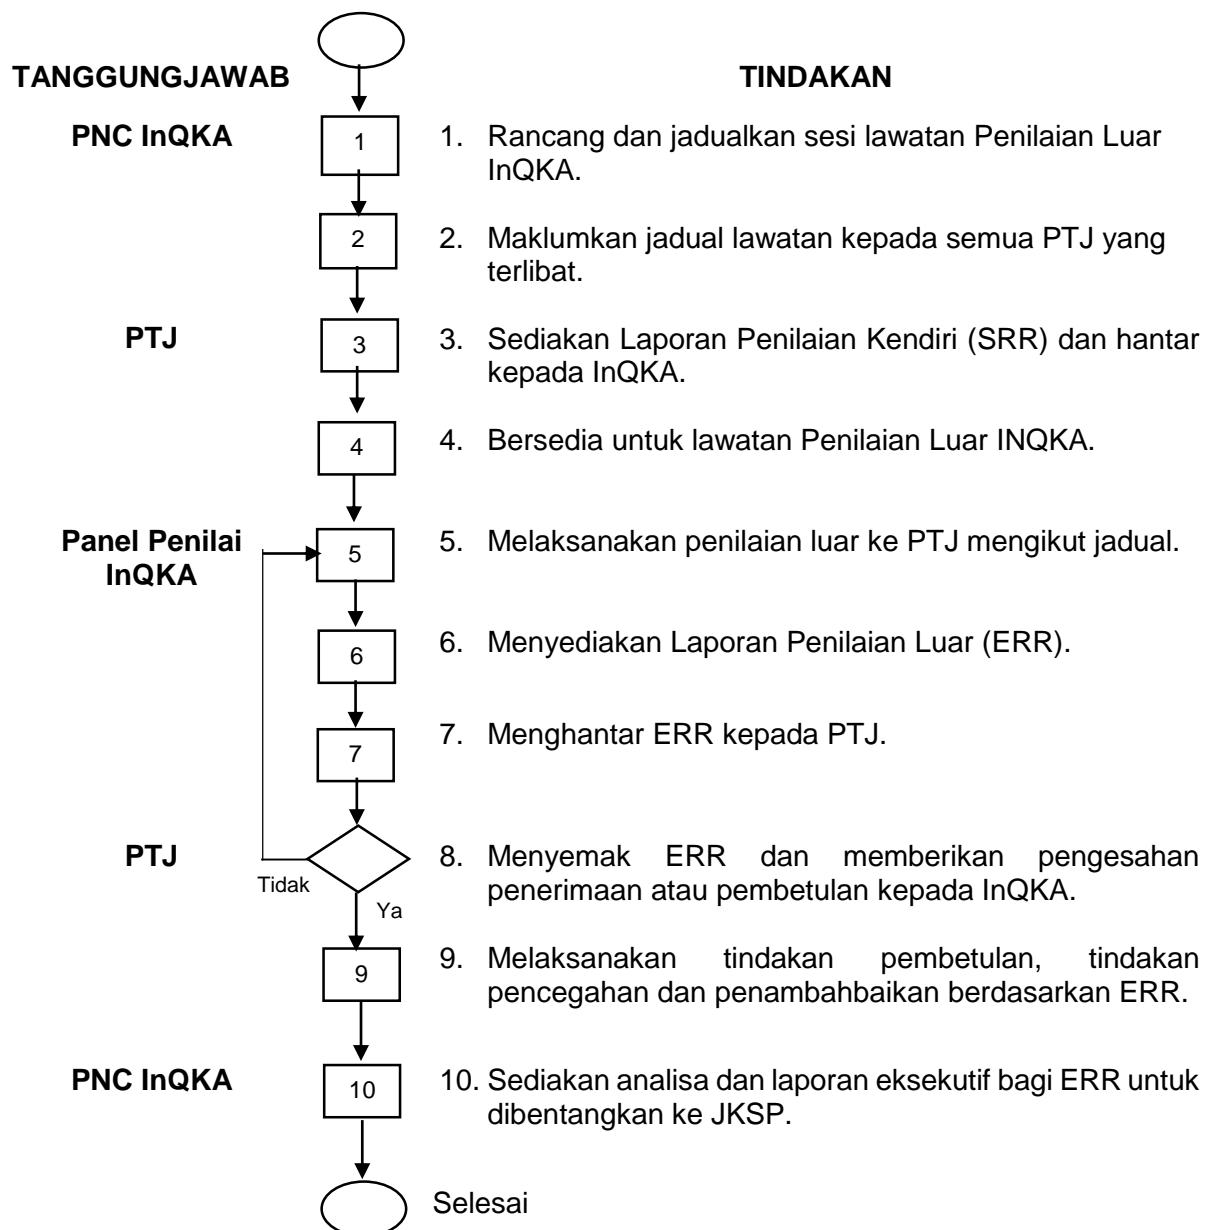 TANGGUNGJAWAB
TINDAKAN
PNC InQKA
1
1. Rancang dan jadualkan sesi lawatan Penilaian Luar
InQKA.
2
2. Maklumkan jadual lawatan kepada semua PTJ yang
terlibat.
PTJ
3
3. Sediakan Laporan Penilaian Kendiri (SRR) dan hantar
kepada InQKA.
4
4. Bersedia untuk lawatan Penilaian Luar INQKA.
Panel Penilai
InQKA
5
5. Melaksanakan penilaian luar ke PTJ mengikut jadual.
6
6. Menyediakan Laporan Penilaian Luar (ERR).
7
7. Menghantar ERR kepada PTJ.
PTJ
Tidak
Ya
8. Menyemak ERR dan memberikan pengesahan
penerimaan atau pembetulan kepada InQKA.
9
9. Melaksanakan tindakan pembetulan, tindakan
pencegahan dan penambahbaikan berdasarkan ERR.
PNC InQKA
10
10. Sediakan analisa dan laporan eksekutif bagi ERR untuk
dibentangkan ke JKSP.
Selesai